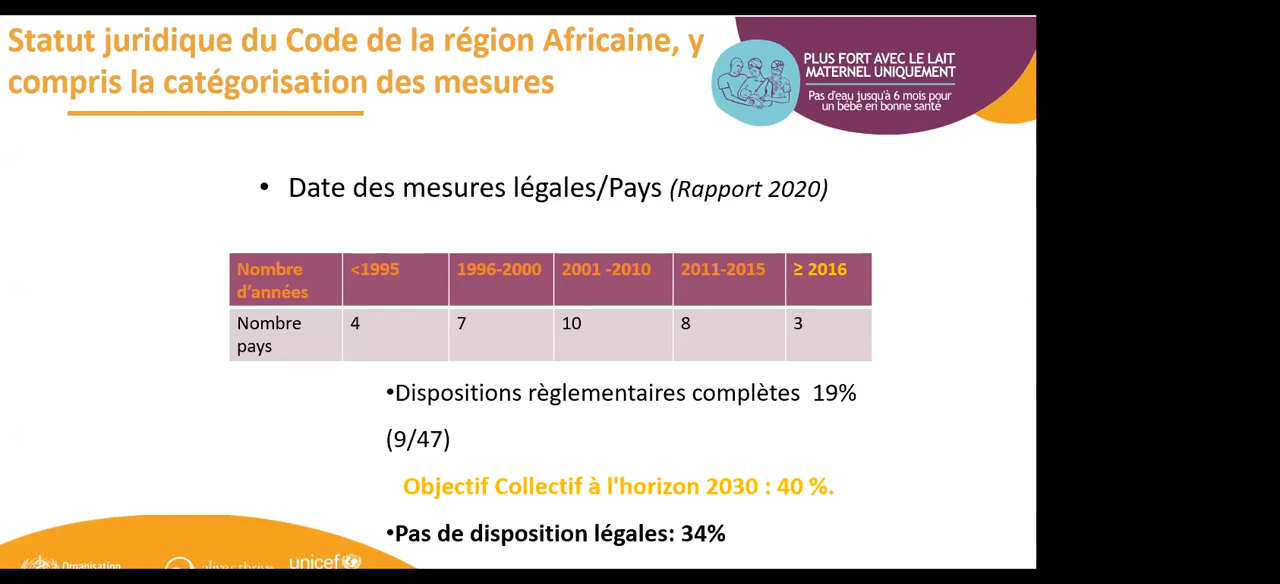 Statut juridique du Code de la région Africaine, y
compris la catégorisation des mesures
PLUS FORT AVEC LE LAIT
MATERNEL UNIQUEMENT
Pas d'eau jusqu'à 6 mois pour
un bébé en bonne santé
• Date des mesures légales/Pays (Rapport 2020)
Nombre d'années <1995 1996-2000 2001 -2010 2011-2015 ≥ 2016
Nombre pays 4 7 10 8 3
•Dispositions règlementaires complètes 19%
(9/47)
Objectif Collectif à l'horizon 2030 : 40 %.
•Pas de disposition légales: 34%
Organisation
unicef